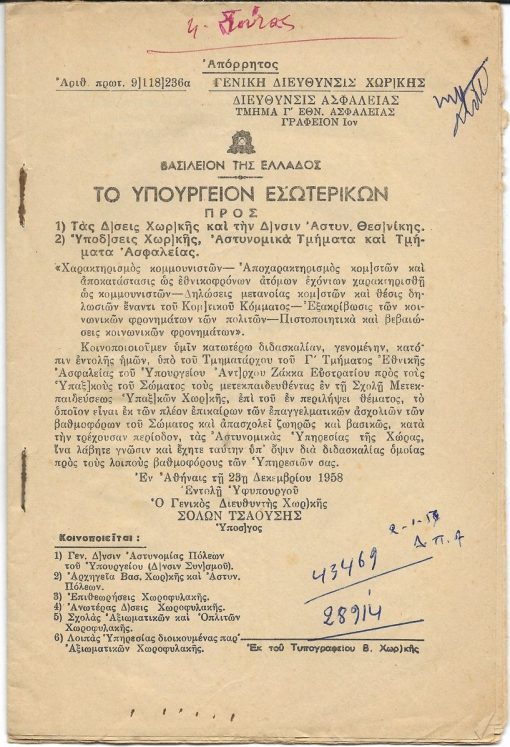 Ἀπόρρητος
Ἀριθ. πρωτ. 9|118|236α ΓΕΝΙΚΗ ΔΙΕΥΘΥΝΣΙΣ ΧΩΡ|ΚΗΣ
ΔΙΕΥΘΥΝΣΙΣ ΑΣΦΑΛΕΙΑΣ
ΤΜΗΜΑ Γ΄ ΕΘΝ. ΑΣΦΑΛΕΙΑΣ
ΓΡΑΦΕΙΟΝ Ιον
ΒΑΣΙΛΕΙΟΝ ΤΗΣ ΕΛΛΑΔΟΣ
ΤΟ ΥΠΟΥΡΓΕΙΟΝ ΕΣΩΤΕΡΙΚΩΝ
ΠΡΟΣ
1) Τὰς Δ|σεις Χωρ|κῆς καὶ τὴν Δ|νσιν Ἀστυν. Θεσ|νίκης.
2) Ὑποδ|σεις Χωρ|κῆς, Ἀστυνομικὰ Τμήματα καὶ Τμή-
ματα Ἀσφαλείας.
«Χαρακτηρισμὸς κομμουνιστῶν— Ἀποχαρακτηρισμὸς κομ|στῶν καὶ
ἀποκατάστασις ὡς ἐθνικοφρόνων ἀτόμων ἐχόντων χαρακτηρισθῆ
ὡς κομμουνιστῶν—Δηλώσεις μετανοίας κομ|στῶν καὶ θέσις δη-
λωσιῶν ἔναντι τοῦ Κομ|τικοῦ Κόμματος—Ἐξακρίβωσις τῶν κοι-
νωνικῶν φρονημάτων τῶν πολιτῶν—Πιστοποιητικὰ καὶ βεβαιώ-
σεις κοινωνικῶν φρονημάτων».
Κοινοποιοῦμεν ὑμῖν κατωτέρω διδασκαλίαν, γενομένην, κατό-
πιν ἐντολῆς ἡμῶν, ὑπὸ τοῦ Τμηματάρχου τοῦ Γ΄ Τμήματος Ἐθνικῆς
Ἀσφαλείας τοῦ Ὑπουργείου Ἀντ|ρχου Ζάκκα Εὐστρατίου πρὸς τοὺς
Ὑπαξ|κοὺς τοῦ Σώματος τοὺς μετεκπαιδευθέντας ἐν τῇ Σχολῇ Μετεκ-
παιδεύσεως Ὑπαξ|κῶν Χωρ|κῆς, ἐπὶ τοῦ ἐν περιλήψει θέματος, τὸ
ὁποῖον εἶναι ἐκ τῶν πλέον ἐπικαίρων τῶν ἐπαγγελματικῶν ἀσχολιῶν τῶν
βαθμοφόρων τοῦ Σώματος καὶ ἀπασχολεῖ ζωηρῶς καὶ βασικῶς, κατὰ
τὴν τρέχουσαν περίοδον, τὰς Ἀστυνομικὰς Ὑπηρεσίας τῆς Χώρας,
ἵνα λάβητε γνῶσιν καὶ ἔχητε ταύτην ὑπ᾽ ὄψιν διὰ διδασκαλίας ὁμοίας
πρὸς τοὺς λοιποὺς βαθμοφόρους τῶν Ὑπηρεσιῶν σας.
Ἐν Ἀθήναις τῇ 23ῃ Δεκεμβρίου 1958
Ἐντολῇ Ὑφυπουργοῦ
Ὁ Γενικὸς Διευθυντὴς Χωρ|κῆς
ΣΟΛΩΝ ΤΣΑΟΥΣΗΣ
Ὑποσ|γος
Κοινοποιεῖται :
1) Γεν. Δ|νσιν Ἀστυνομίας Πόλεων
τοῦ Ὑπουργείου (Δ|νσιν Συν|σμοῦ).
2) Ἀρχηγεῖα Βασ. Χωρ|κῆς καὶ Ἀστυν.
Πόλεων.
3) Ἐπιθεωρήσεις Χωροφυλακῆς.
4) Ἀνωτέρας Δ|σεις Χωροφυλακῆς.
5) Σχολὰς Ἀξιωματικῶν καὶ Ὁπλιτῶν
Χωροφυλακῆς.
6) Λοιπὰς Ὑπηρεσίας διοικουμένας παρ᾽
Ἀξιωματικῶν Χωροφυλακῆς.
43469
28914
Ἐκ τοῦ Τυπογραφείου Β. Χωρ|κῆς